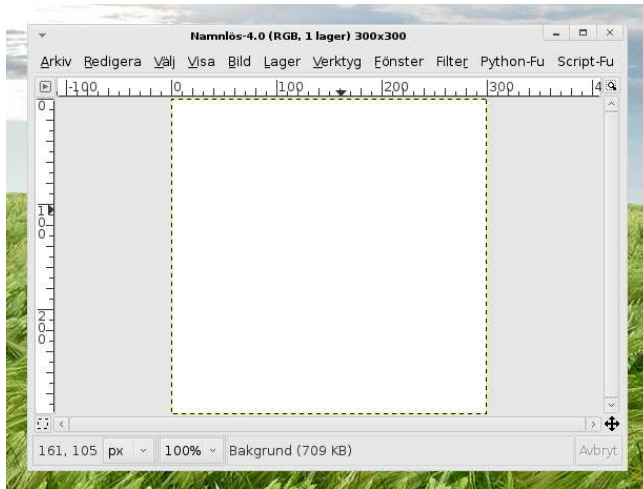 Namnlös-4.0 (RGB, 1 lager) 300x300
Arkiv Redigera Välj Visa Bild Lager Verktyg Fönster Filter Python-Fu Script-Fu
-100 0 100 200 300 4
0
100
200
161, 105 px 100% Bakgrund (709 KB) Avbryt